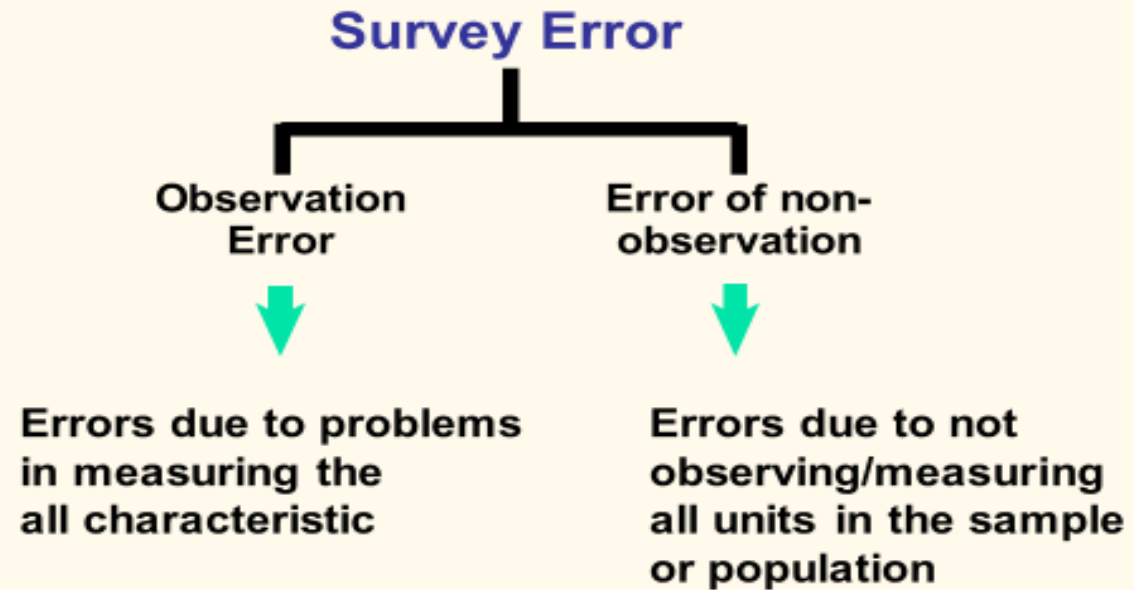 Survey Error
Observation
Error
Error of non-
observation
Errors due to problems
in measuring the
all characteristic
Errors due to not
observing/measuring
all units in the sample
or population